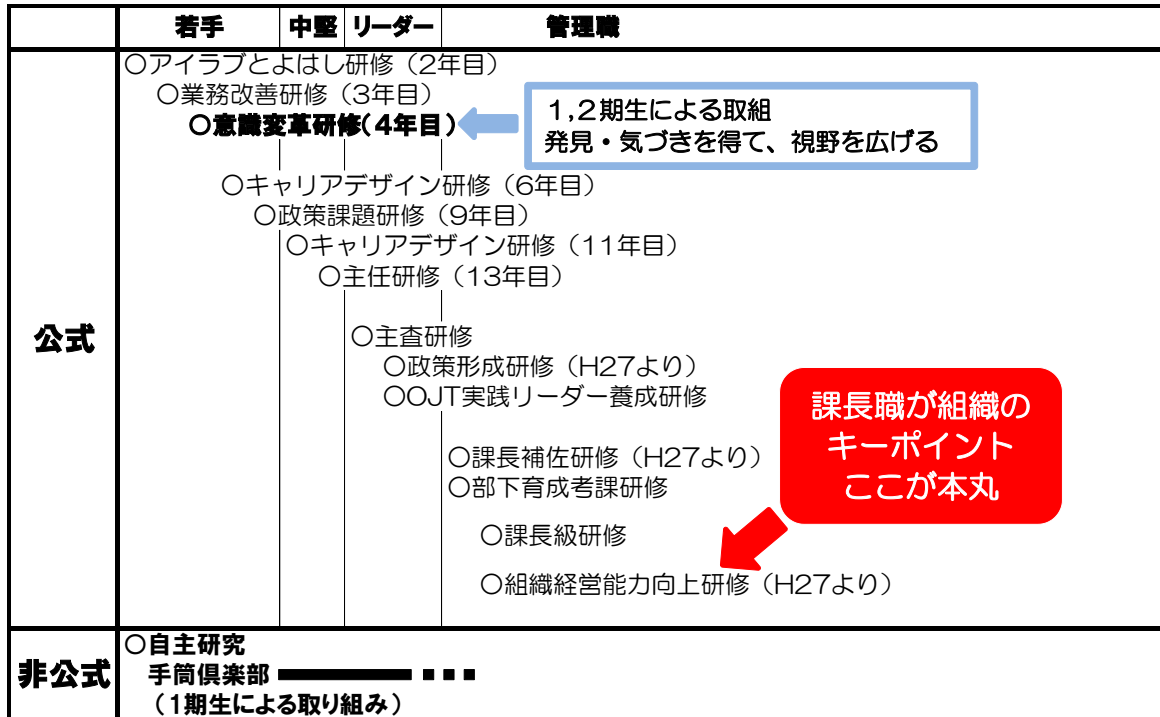 若手 中堅 リーダー 管理職
公式
○アイラブとよはし研修（2年目）
○業務改善研修（3年目）
○意識変革研修（4年目）
1,2期生による取組
発見・気づきを得て、視野を広げる
○キャリアデザイン研修（6年目）
○政策課題研修（9年目）
○キャリアデザイン研修（11年目）
○主任研修（13年目）
○主査研修
○政策形成研修（H27より）
○OJT実践リーダー養成研修
課長職が組織の
キーポイント
ここが本丸
○課長補佐研修（H27より）
○部下育成考課研修
○課長級研修
○組織経営能力向上研修（H27より）
非公式
○自主研究
手筒倶楽部
（1期生による取り組み）